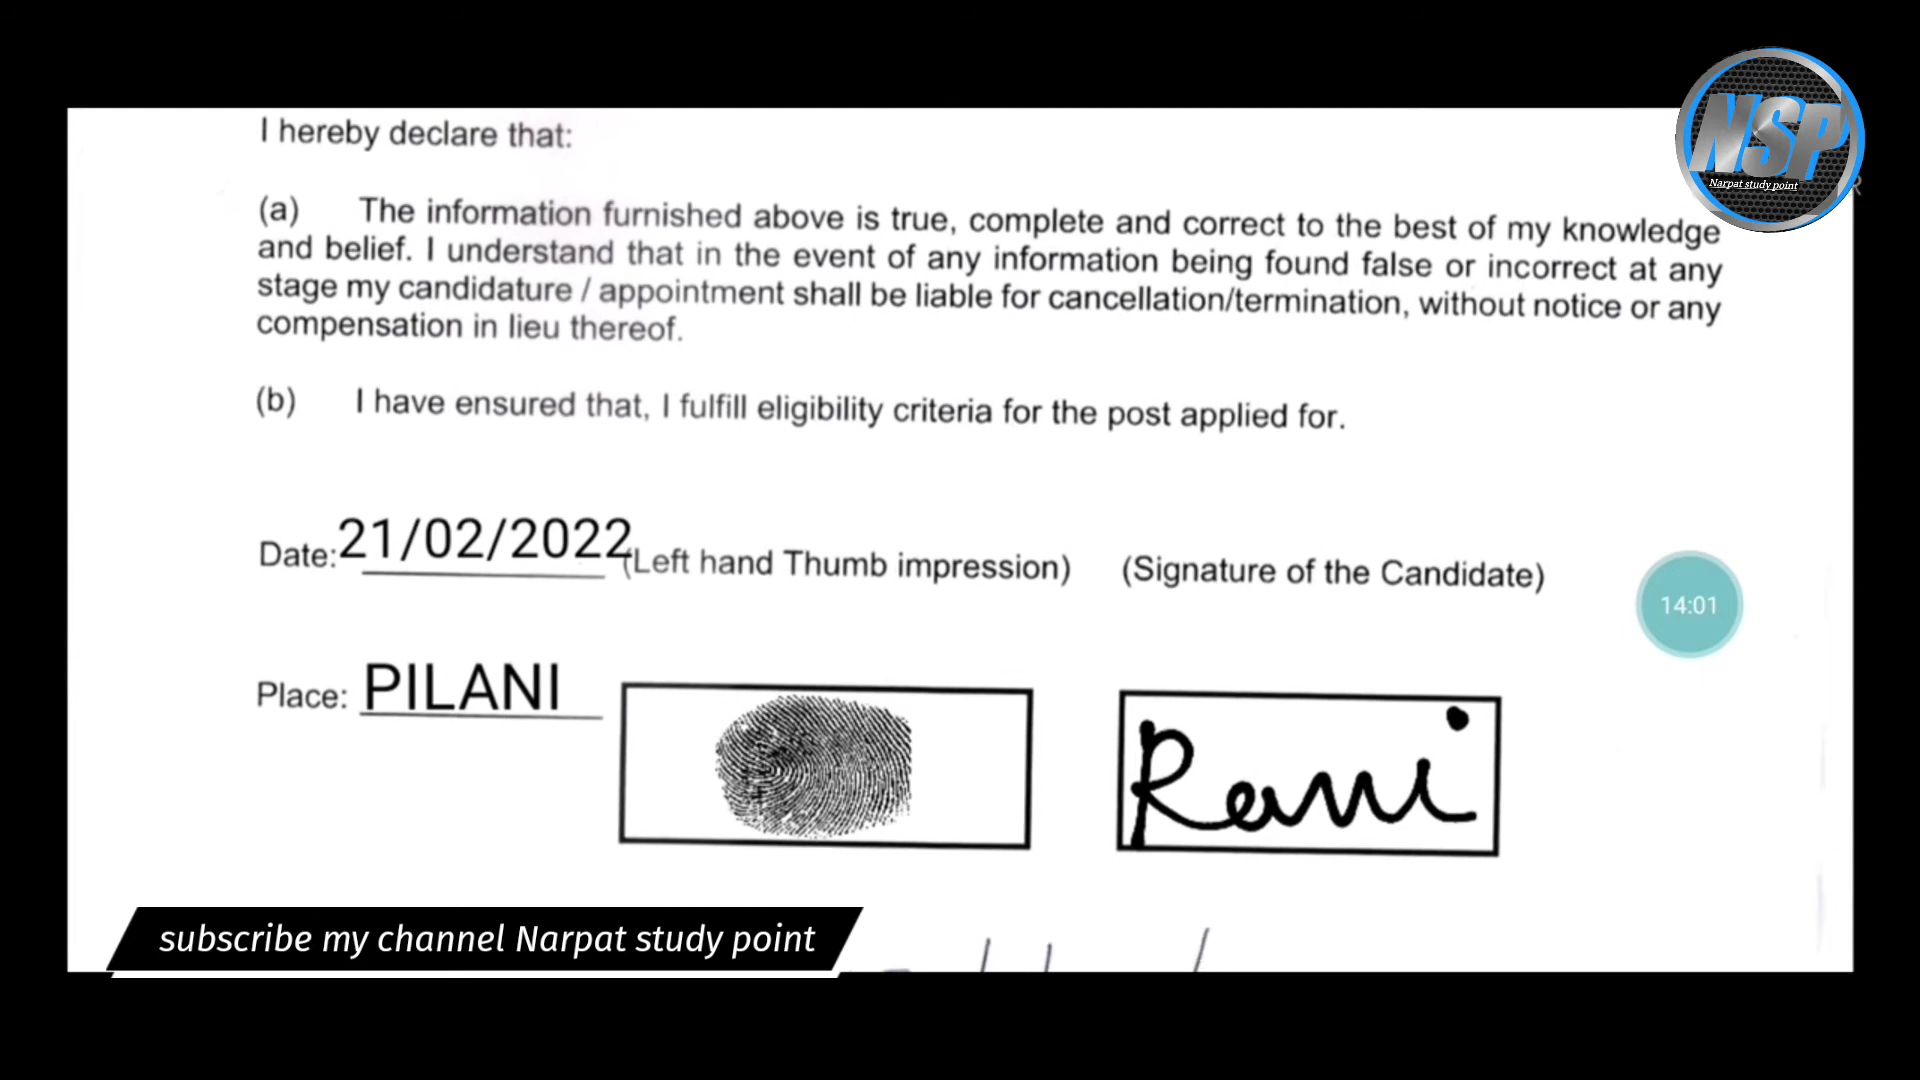 NSP
Narpat study point
I hereby declare that:
(a) The information furnished above is true, complete and correct to the best of my knowledge
and belief. I understand that in the event of any information being found false or incorrect at any
stage my candidature / appointment shall be liable for cancellation/termination, without notice or any
compensation in lieu thereof.
(b) I have ensured that, I fulfill eligibility criteria for the post applied for.
Date: 21/02/2022 (Left hand Thumb impression) (Signature of the Candidate)
14:01
Place: PILANI
Rani
subscribe my channel Narpat study point